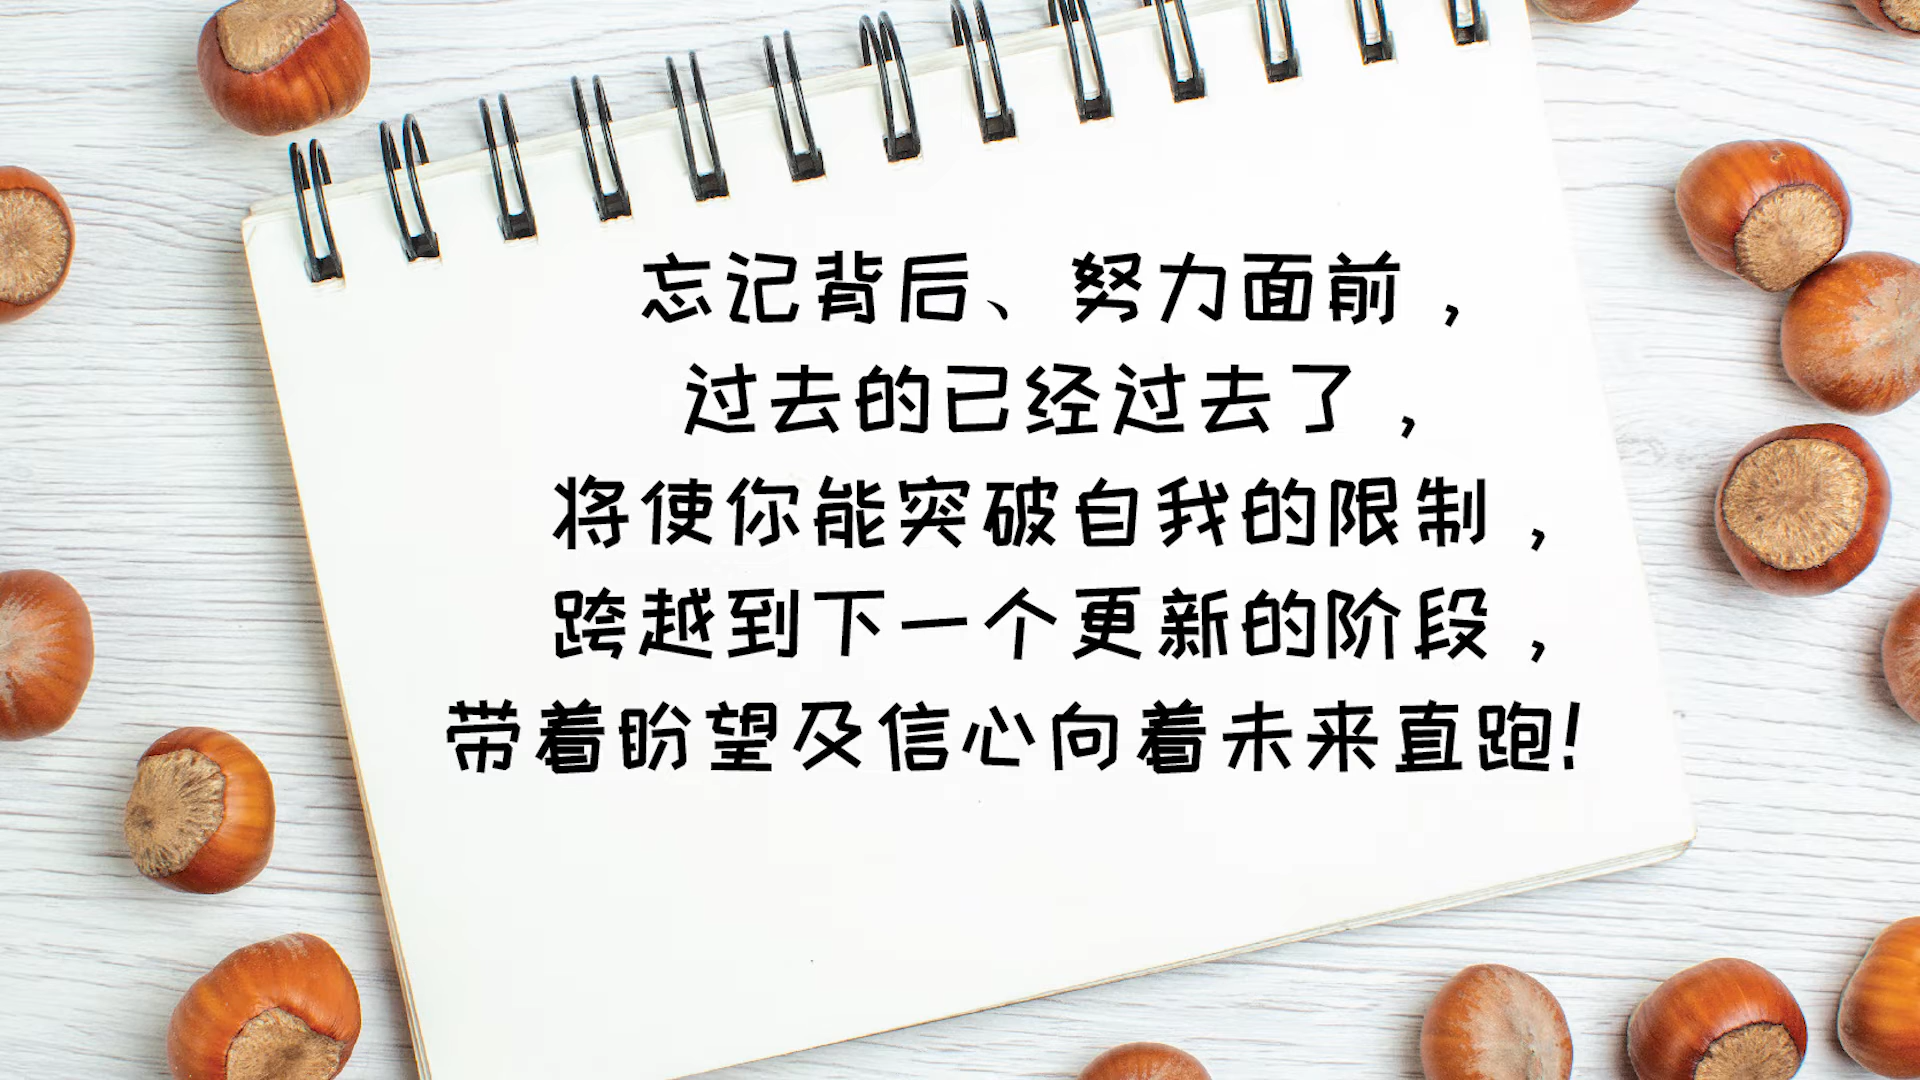 忘记背后、努力面前，
过去的已经过去了，
将使你能突破自我的限制，
跨越到下一个更新的阶段，
带着盼望及信心向着未来直跑!